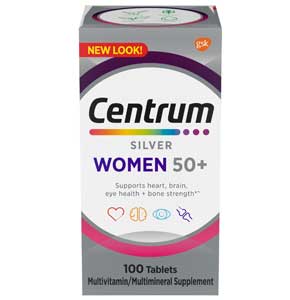 gsk
NEW LOOK!
Centrum
SILVER
WOMEN 50+
Supports heart, brain,
eye health + bone strength*^
100 Tablets
Multivitamin/Multimineral Supplement